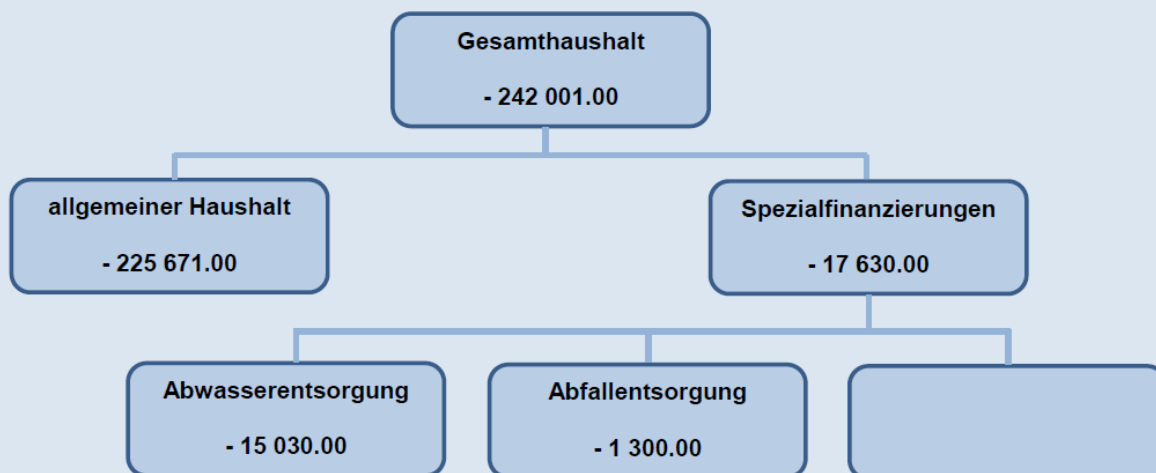 Gesamthaushalt
- 242 001.00
allgemeiner Haushalt
- 225 671.00
Spezialfinanzierungen
- 17 630.00
Abwasserentsorgung
- 15 030.00
Abfallentsorgung
- 1 300.00